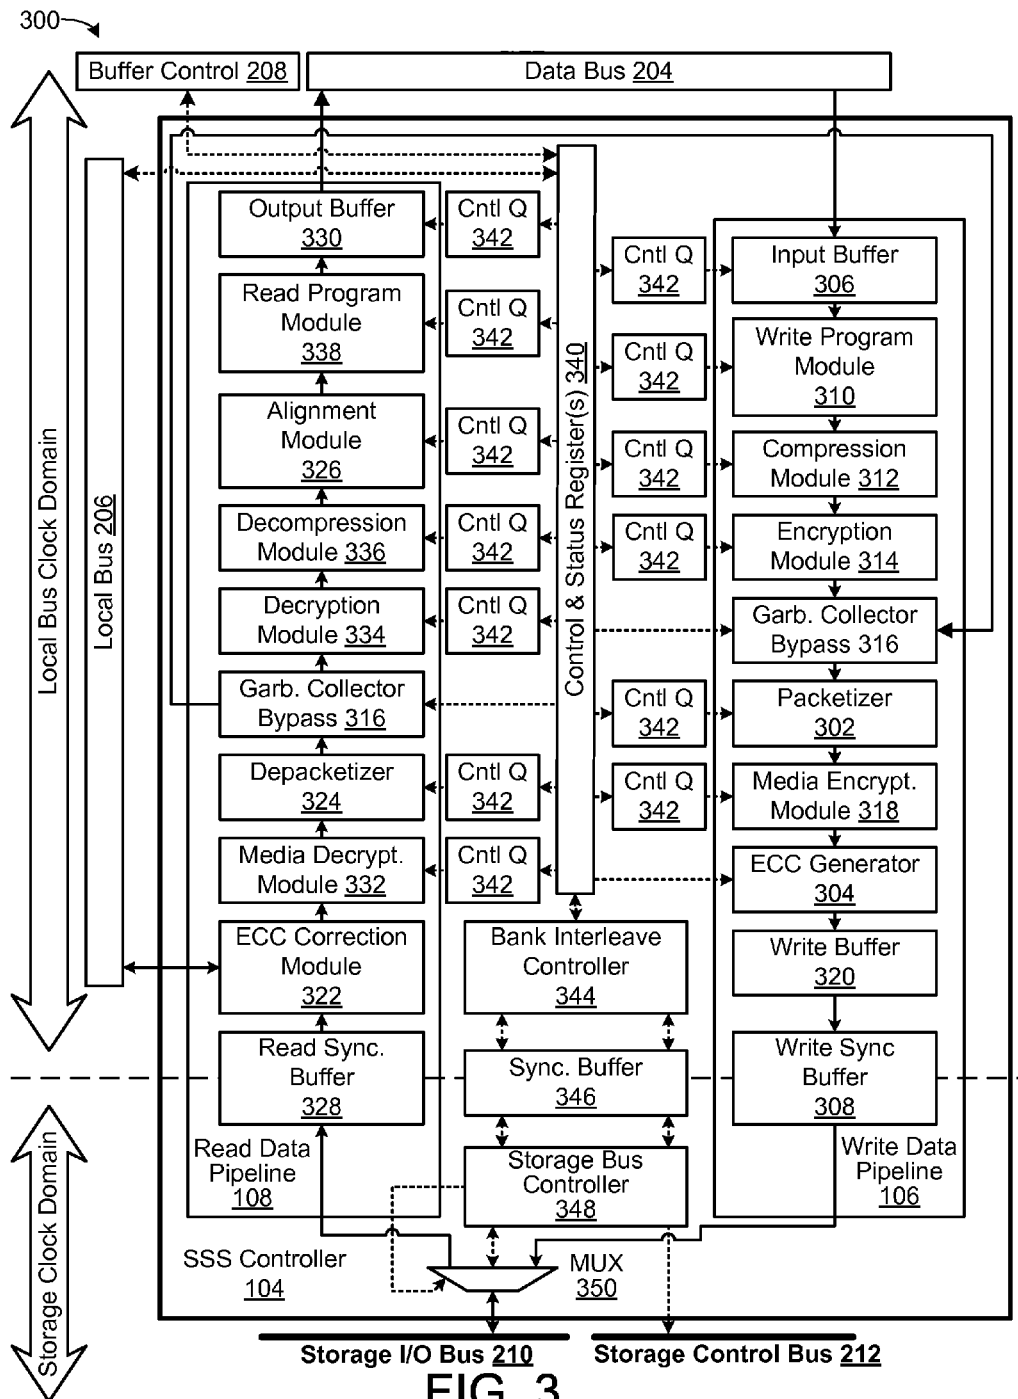 300
Buffer Control 208
Data Bus 204
Local Bus Clock Domain
Local Bus 206
Output Buffer
330
Read Program
Module
338
Alignment
Module
326
Decompression
Module 336
Decryption
Module 334
Garb. Collector
Bypass 316
Depacketizer
324
Media Decrypt.
Module 332
ECC Correction
Module
322
Read Sync.
Buffer
328
Read Data
Pipeline
108
Cntl Q
342
Cntl Q
342
Cntl Q
342
Cntl Q
342
Cntl Q
342
Cntl Q
342
Cntl Q
342
Control & Status Register(s) 340
Cntl Q
342
Cntl Q
342
Cntl Q
342
Cntl Q
342
Cntl Q
342
Cntl Q
342
Input Buffer
306
Write Program
Module
310
Compression
Module 312
Encryption
Module 314
Garb. Collector
Bypass 316
Packetizer
302
Media Encrypt.
Module 318
ECC Generator
304
Write Buffer
320
Write Sync
Buffer
308
Write Data
Pipeline
106
Bank Interleave
Controller
344
Sync. Buffer
346
Storage Bus
Controller
348
Storage Clock Domain
SSS Controller
104
MUX
350
Storage I/O Bus 210
Storage Control Bus 212
FIG. 3